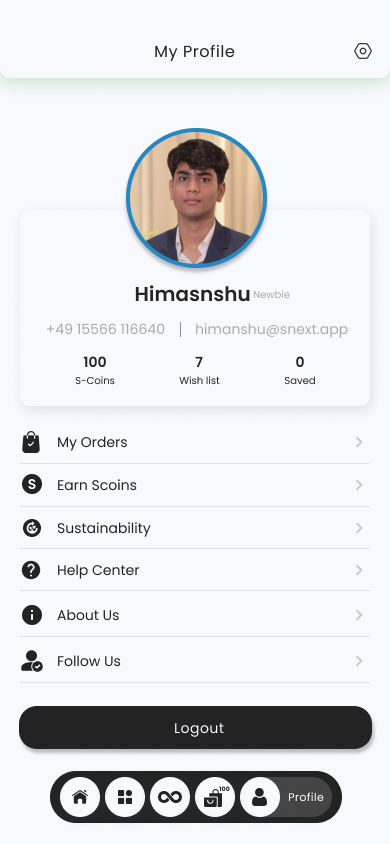 My Profile
Himasnshu Newbie
+49 15566 116640 | himanshu@snext.app
100 7 0
S-Coins Wish list Saved
My Orders
S Earn Scoins
Sustainability
? Help Center
i About Us
Follow Us
Logout
100
Profile